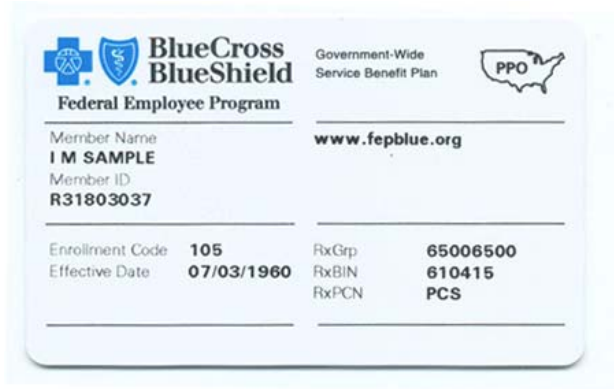 BlueCross
BlueShield
Federal Employee Program
Government-Wide
Service Benefit Plan
PPO
Member Name
I M SAMPLE
Member ID
R31803037
www.fepblue.org
Enrollment Code 105
Effective Date 07/03/1960
RxGrp 65006500
RxBIN 610415
RxPCN PCS